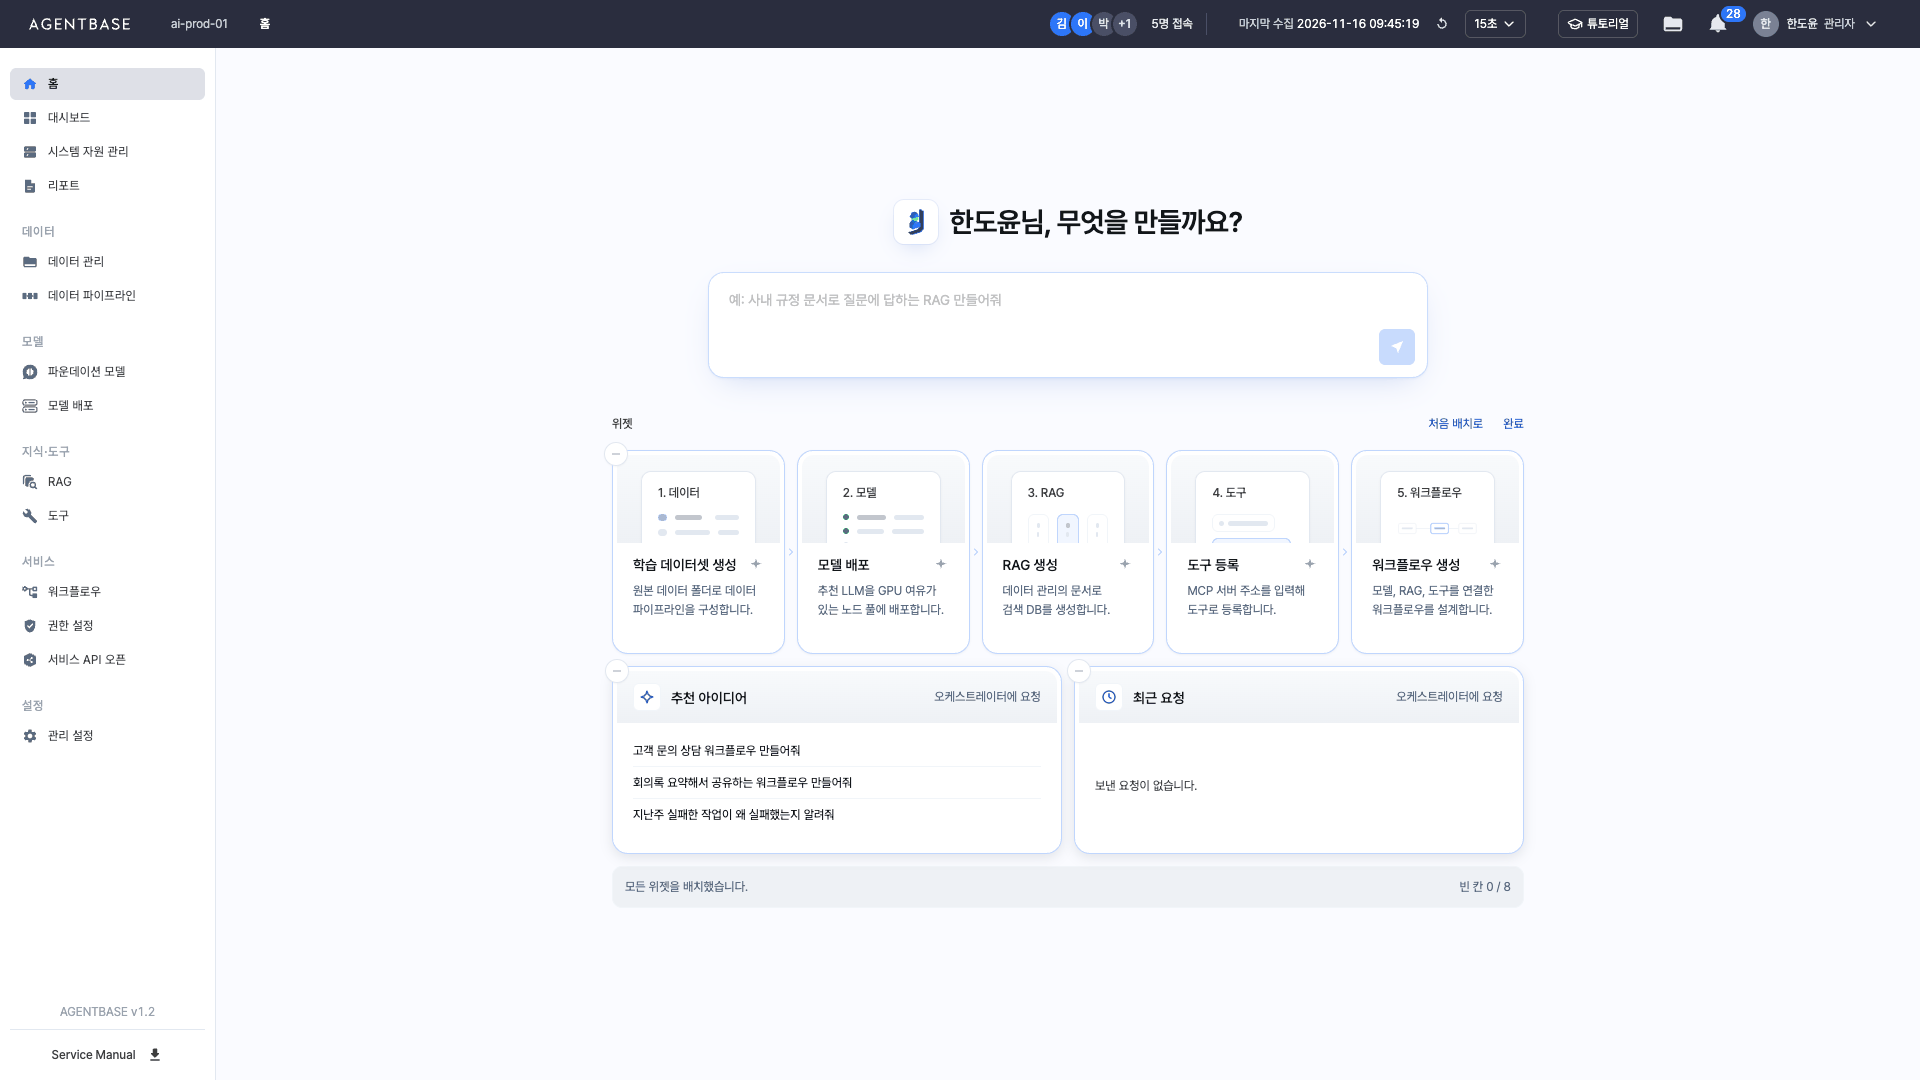 AGENTBASE
ai-prod-01
홈
김 이 박 +1 5명 접속
마지막 수집 2026-11-16 09:45:19
15초
튜토리얼
28
한 한도윤 관리자
홈
대시보드
시스템 자원 관리
리포트
데이터
데이터 관리
데이터 파이프라인
모델
파운데이션 모델
모델 배포
지식·도구
RAG
도구
서비스
워크플로우
권한 설정
서비스 API 오픈
설정
관리 설정
AGENTBASE v1.2
Service Manual
한도윤님, 무엇을 만들까요?
예: 사내 규정 문서로 질문에 답하는 RAG 만들어줘
위젯
처음 배치로
완료
1. 데이터
학습 데이터셋 생성
원본 데이터 폴더로 데이터
파이프라인을 구성합니다.
2. 모델
모델 배포
추천 LLM을 GPU 여유가
있는 노드 풀에 배포합니다.
3. RAG
RAG 생성
데이터 관리의 문서로
검색 DB를 생성합니다.
4. 도구
도구 등록
MCP 서버 주소를 입력해
도구로 등록합니다.
5. 워크플로우
워크플로우 생성
모델, RAG, 도구를 연결한
워크플로우를 설계합니다.
추천 아이디어
오케스트레이터에 요청
고객 문의 상담 워크플로우 만들어줘
회의록 요약해서 공유하는 워크플로우 만들어줘
지난주 실패한 작업이 왜 실패했는지 알려줘
최근 요청
오케스트레이터에 요청
보낸 요청이 없습니다.
모든 위젯을 배치했습니다.
빈 칸 0 / 8